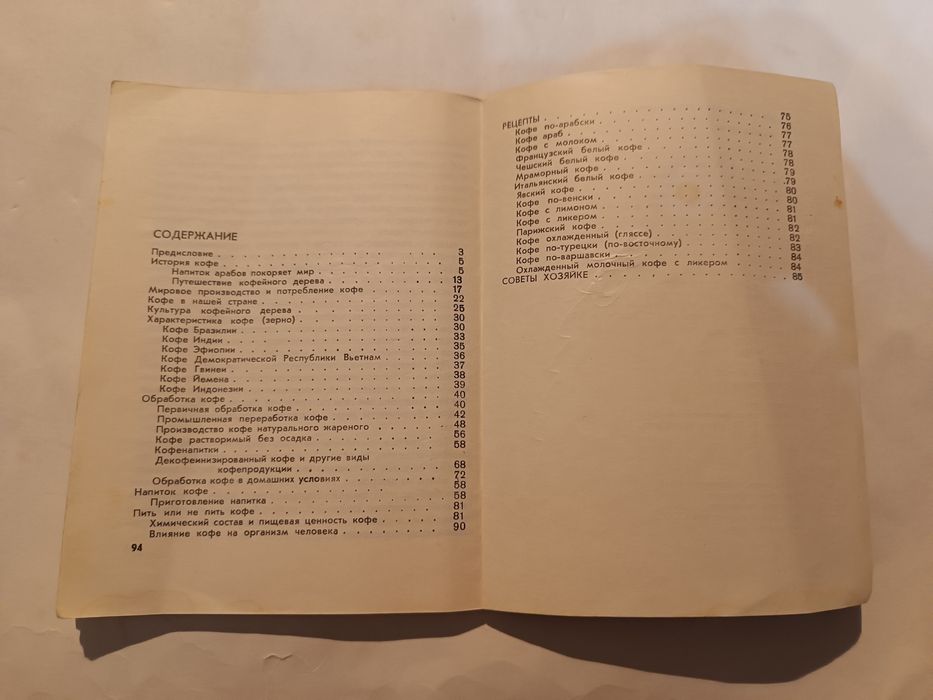 СОДЕРЖАНИЕ
Предисловие . . . . . . . . . . 3
История кофе . . . . . . . . . . 5
Напиток арабов покоряет мир . . . . . . 5
Путешествие кофейного дерева . . . . . . 13
Мировое производство и потребление кофе . . . . 17
Кофе в нашей стране . . . . . . . . 22
Культура кофейного дерева . . . . . . . 25
Характеристика кофе (зерно) . . . . . . . 30
Кофе Бразилии . . . . . . . . . 30
Кофе Индии . . . . . . . . . . 33
Кофе Эфиопии . . . . . . . . . 35
Кофе Демократической Республики Вьетнам . . . . 36
Кофе Гвинеи . . . . . . . . . . 37
Кофе Йемена . . . . . . . . . . 38
Кофе Индонезии . . . . . . . . . 39
Обработка кофе . . . . . . . . . . 40
Первичная обработка кофе . . . . . . . 40
Промышленная переработка кофе . . . . . . 42
Производство кофе натурального жареного . . . . 48
Кофе растворимый без осадка . . . . . . 56
Кофенапитки . . . . . . . . . . 58
Декофеинизированный кофе и другие виды
кофепродукции . . . . . . . . 68
Обработка кофе в домашних условиях . . . . . 72
Напиток кофе . . . . . . . . . . 58
Приготовление напитка . . . . . . . . 58
Пить или не пить кофе . . . . . . . . 81
Химический состав и пищевая ценность кофе . . . . 81
Влияние кофе на организм человека . . . . . 90
94
РЕЦЕПТЫ . . . . . . . . . . 75
Кофе по-арабски . . . . . . . . . 76
Кофе араб . . . . . . . . . . 77
Кофе с молоком . . . . . . . . . 77
Французский белый кофе . . . . . . . 78
Чешский белый кофе . . . . . . . . 78
Мраморный кофе . . . . . . . . . 79
Итальянский белый кофе . . . . . . . .79
Явский кофе . . . . . . . . . . 80
Кофе по-венски . . . . . . . . . 80
Кофе с лимоном . . . . . . . . . 81
Кофе с ликером . . . . . . . . . 81
Парижский кофе . . . . . . . . . 82
Кофе охлажденный (гляссе) . . . . . . . 82
Кофе по-турецки (по-восточному) . . . . . . 83
Кофе по-варшавски . . . . . . . . 84
Охлажденный молочный кофе с ликером . . . . 84
СОВЕТЫ ХОЗЯЙКЕ . . . . . . . . . 85